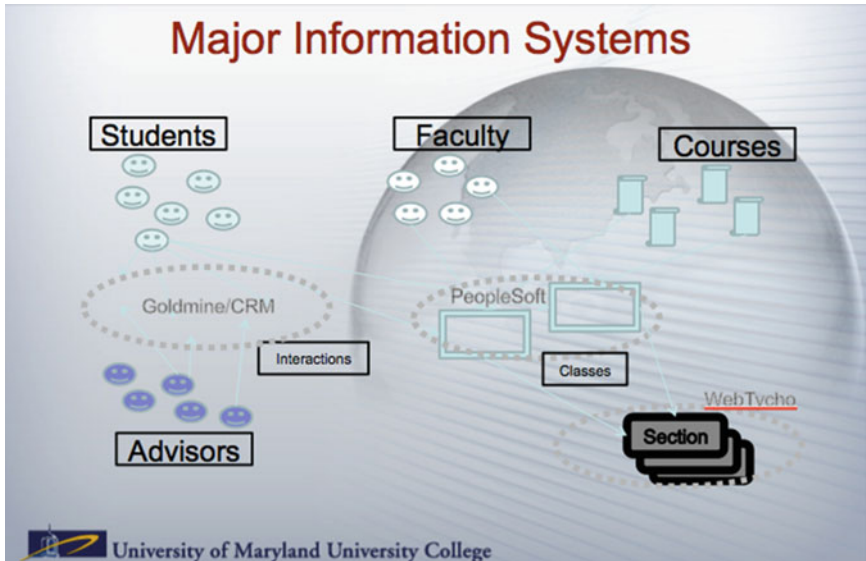 Major Information Systems
Students
Faculty
Courses
Goldmine/CRM
PeopleSoft
Interactions
Classes
WebTycho
Section
Advisors
University of Maryland University College